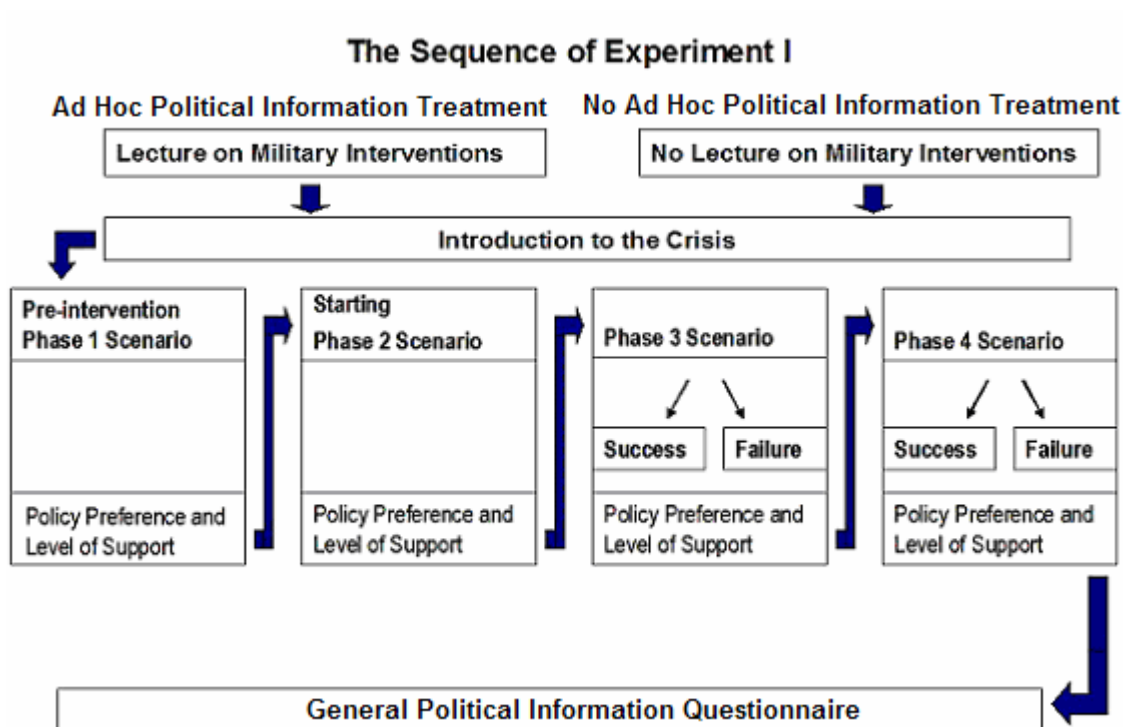 The Sequence of Experiment I
Ad Hoc Political Information Treatment
No Ad Hoc Political Information Treatment
Lecture on Military Interventions
No Lecture on Military Interventions
Introduction to the Crisis
Pre-intervention
Phase 1 Scenario
Policy Preference and
Level of Support
Starting
Phase 2 Scenario
Policy Preference and
Level of Support
Phase 3 Scenario
Success
Failure
Policy Preference and
Level of Support
Phase 4 Scenario
Success
Failure
Policy Preference and
Level of Support
General Political Information Questionnaire